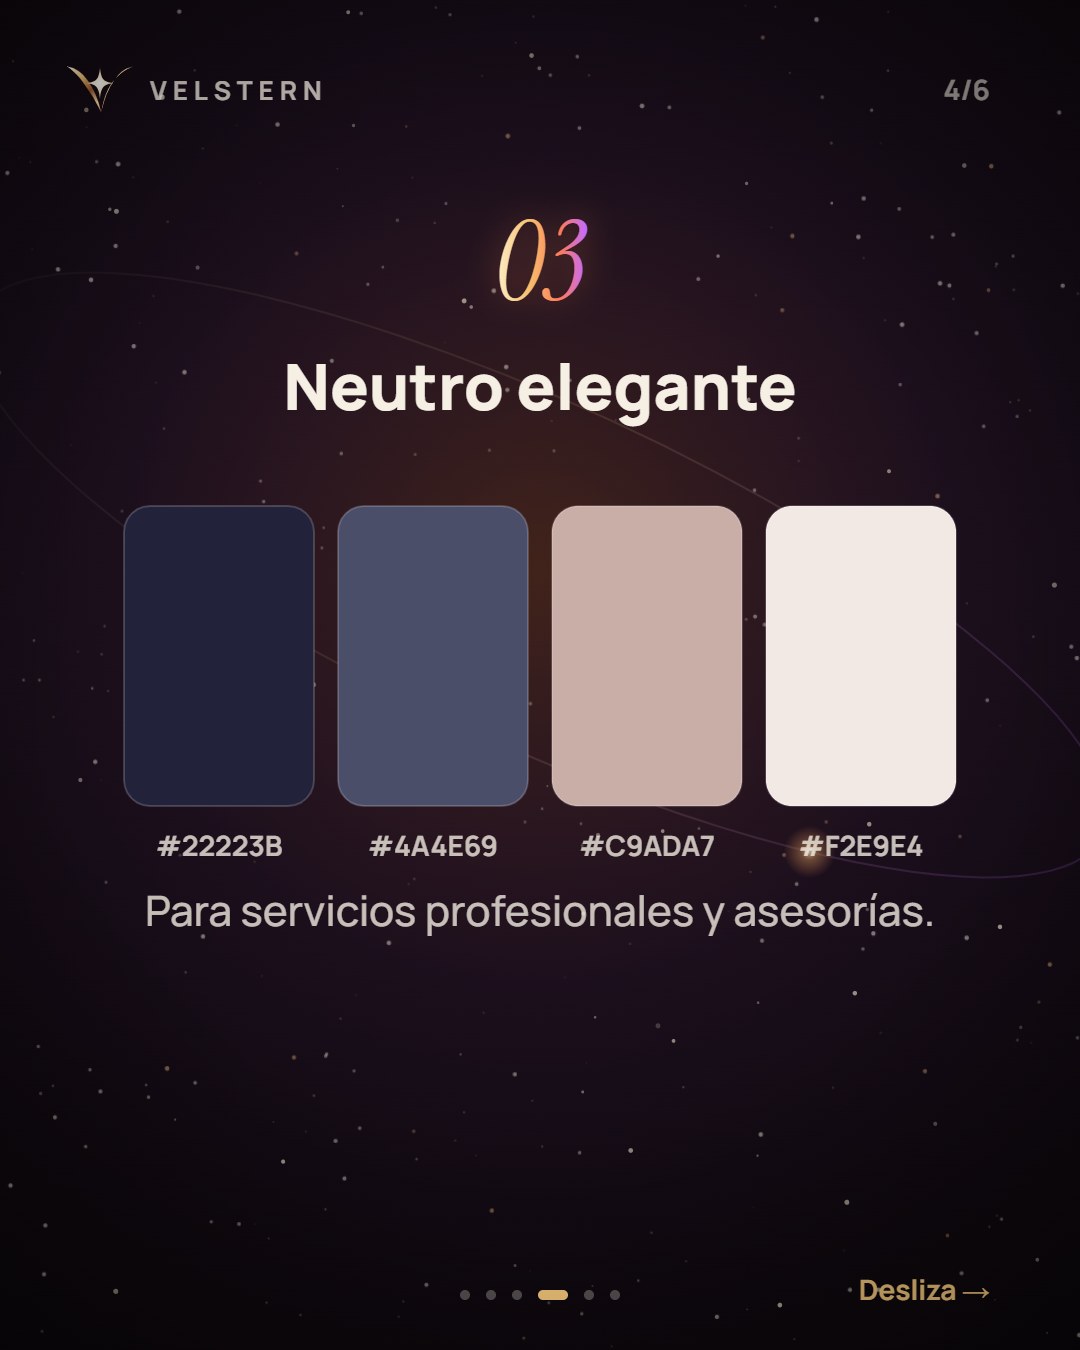 VELSTERN
4/6
03
Neutro elegante
#22223B #4A4E69 #C9ADA7 #F2E9E4
Para servicios profesionales y asesorías.
Desliza →